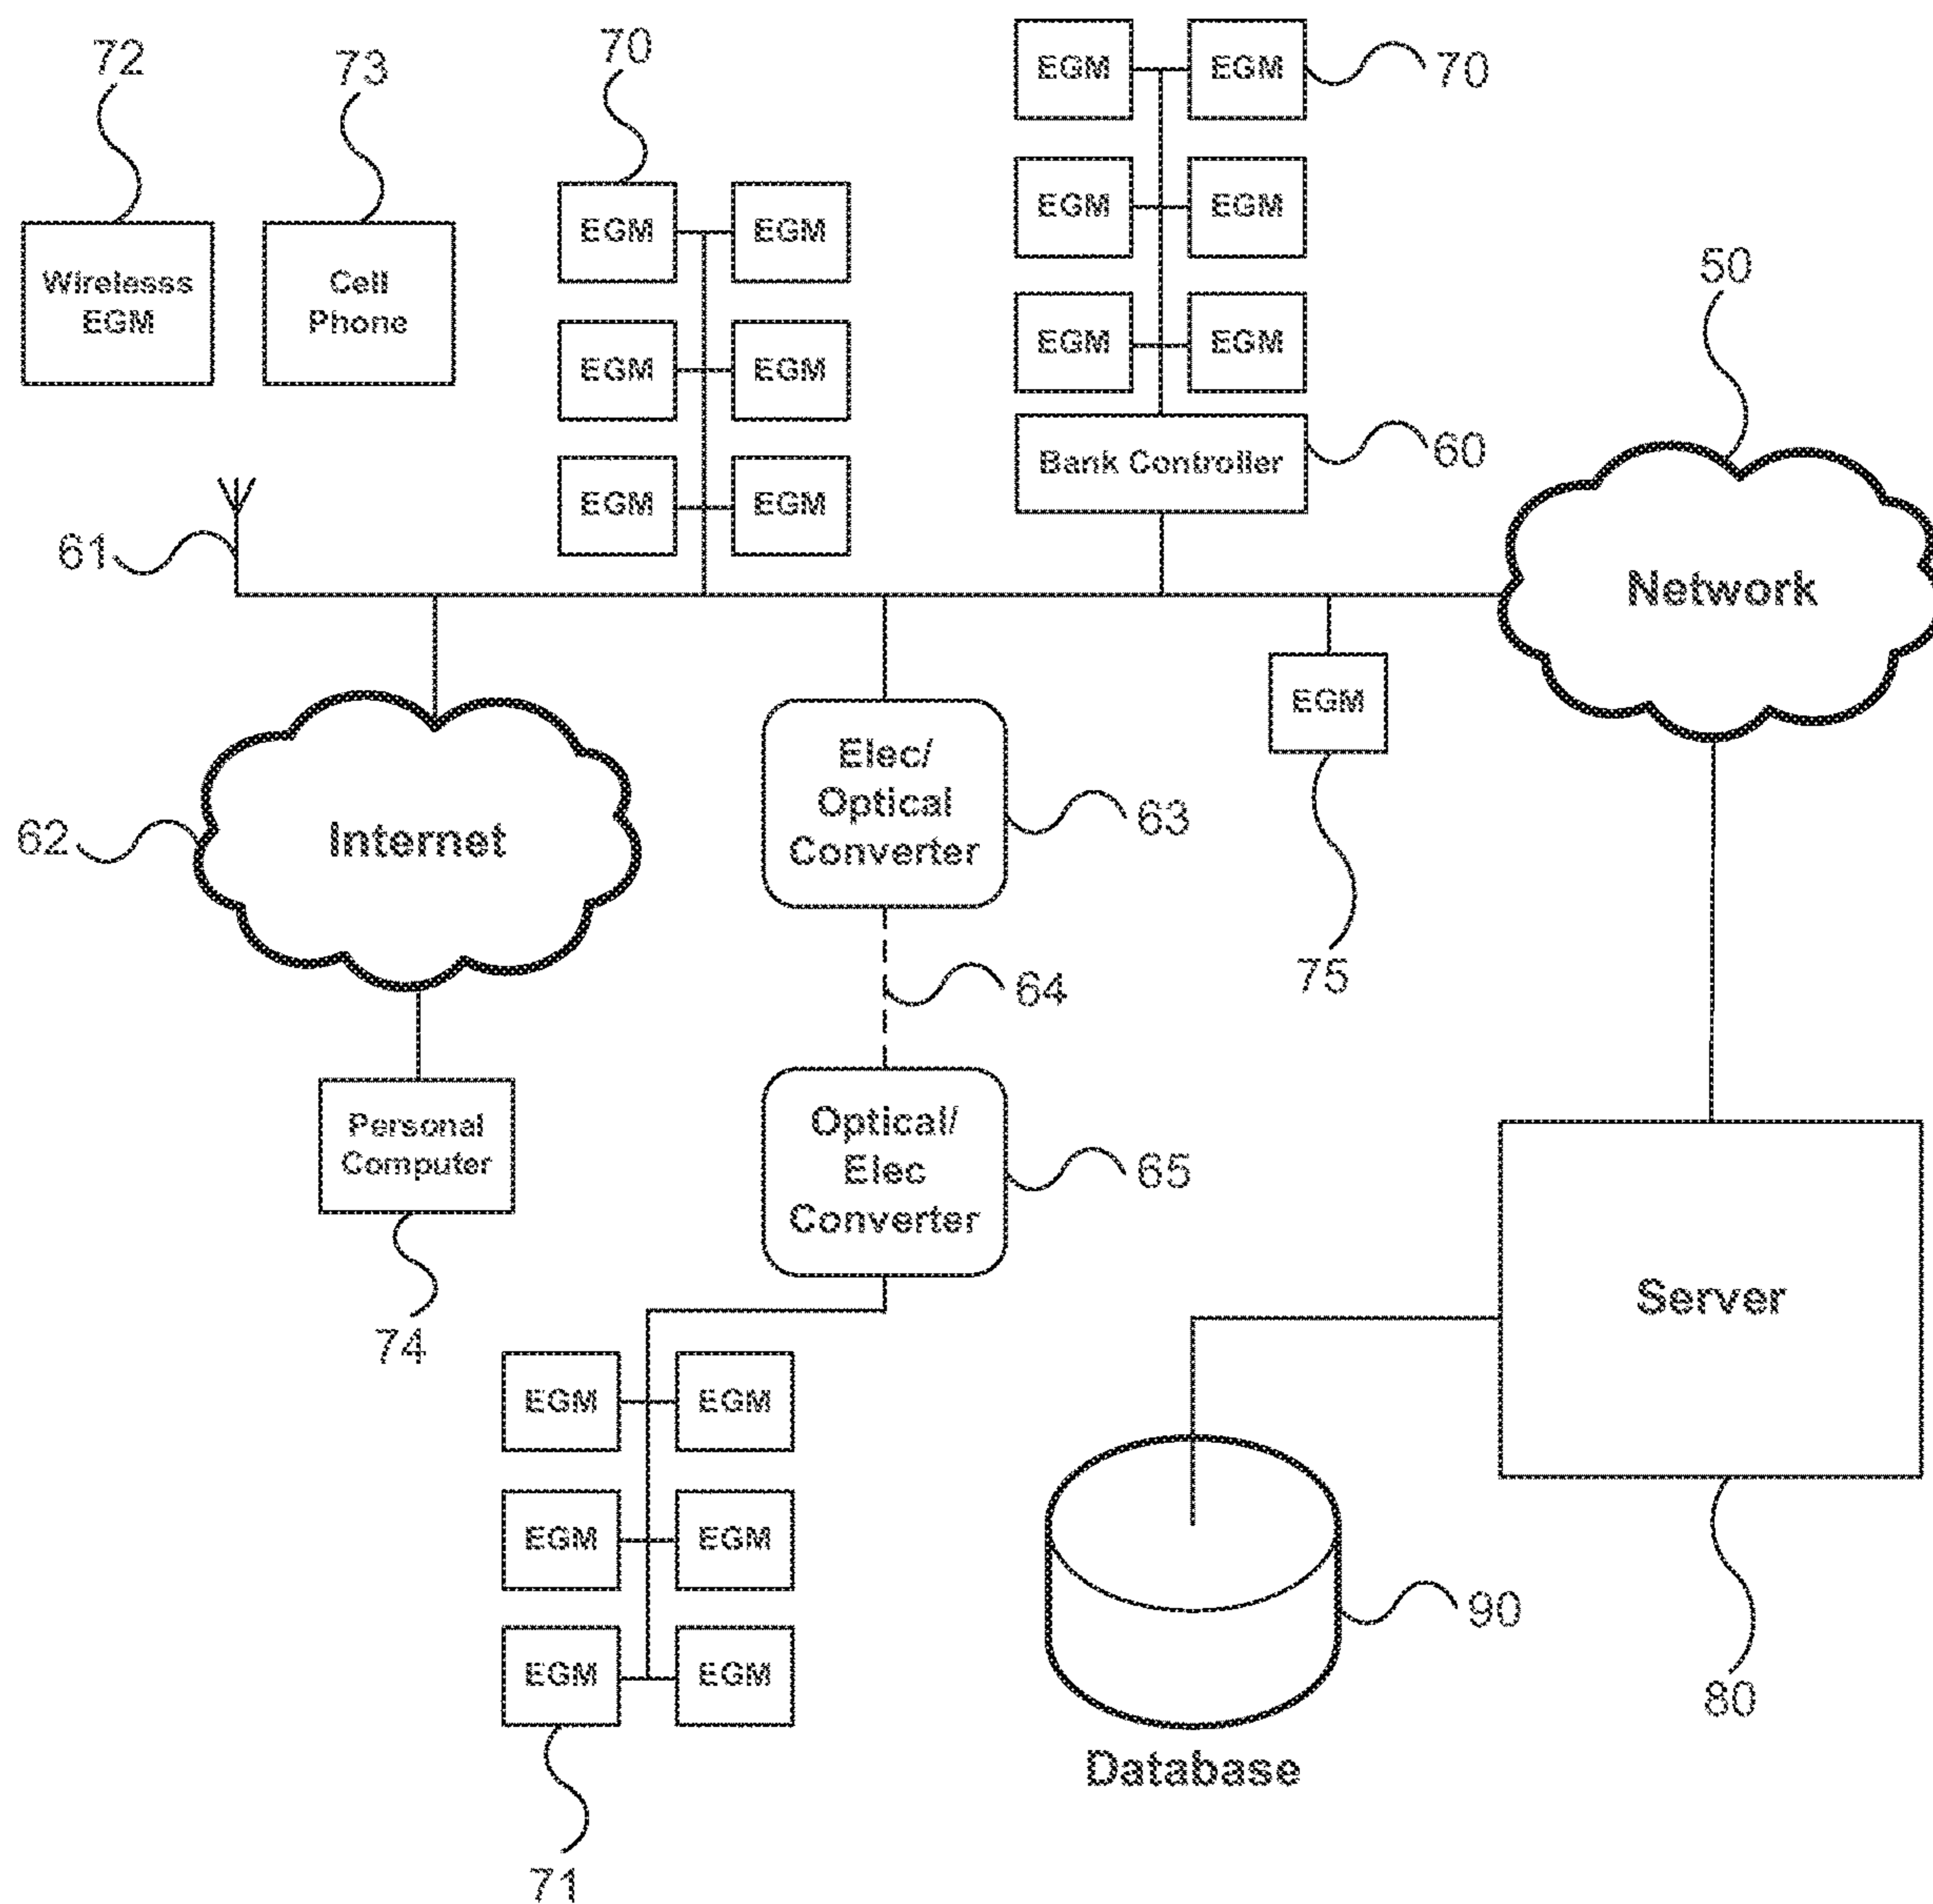 72
73
70
EGM
EGM
70
EGM
EGM
EGM
EGM
Wirelesss
EGM
Cell
Phone
EGM
EGM
EGM
EGM
EGM
EGM
50
EGM
EGM
Bank Controller
60
61
Network
EGM
Elec/
Optical
Converter
63
62
Internet
64
75
Personal
Computer
Optical/
Elec
Converter
65
74
Server
EGM
EGM
EGM
EGM
EGM
EGM
90
80
Database
71